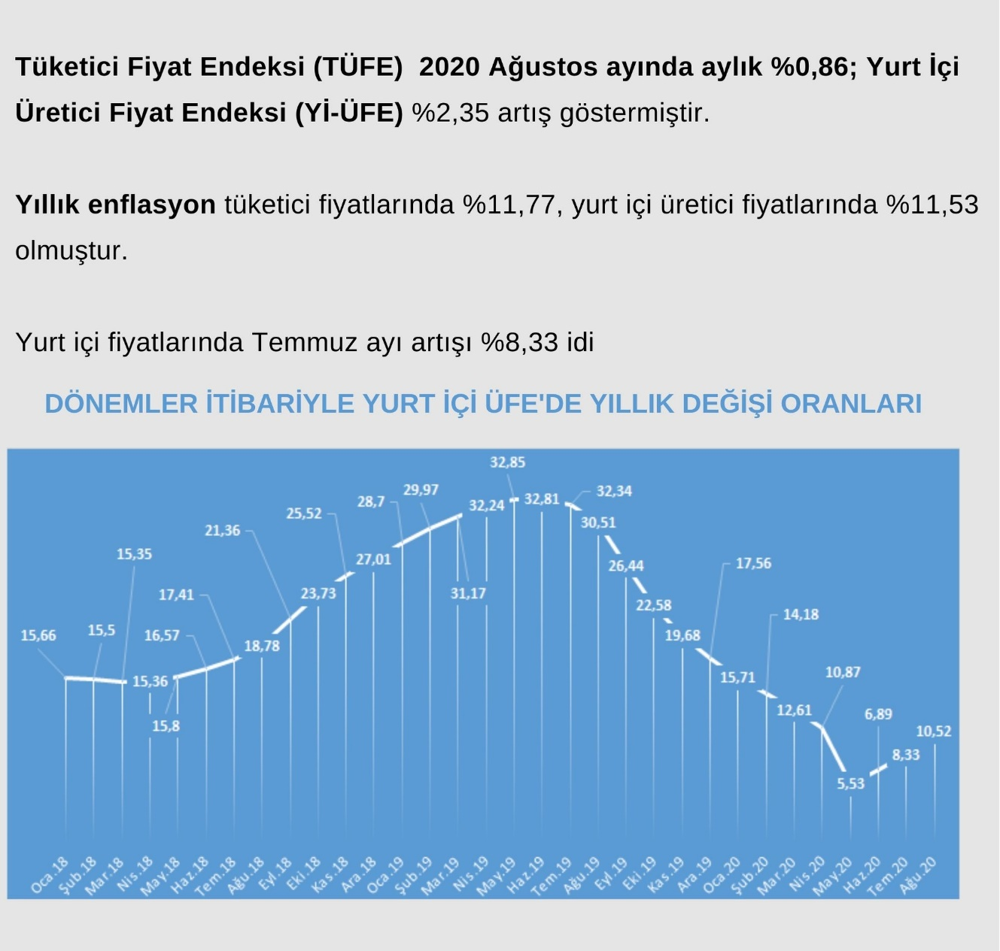 Tüketici Fiyat Endeksi (TÜFE)  2020 Ağustos ayında aylık %0,86; Yurt İçi
Üretici Fiyat Endeksi (Yİ-ÜFE) %2,35 artış göstermiştir.
Yıllık enflasyon tüketici fiyatlarında %11,77, yurt içi üretici fiyatlarında %11,53
olmuştur.
Yurt içi fiyatlarında Temmuz ayı artışı %8,33 idi
DÖNEMLER İTİBARİYLE YURT İÇİ ÜFE'DE YILLIK DEĞİŞİ ORANLARI
15,66
15,5
15,35
15,36
15,8
16,57
17,41
18,78
21,36
23,73
25,52
27,01
28,7
29,97
31,17
32,24
32,85
32,81
32,34
30,51
26,44
22,58
19,68
17,56
15,71
14,18
12,61
10,87
5,53
6,89
8,33
10,52
Oca.18
Şub.18
Mar.18
Nis.18
May.18
Haz.18
Tem.18
Ağu.18
Eyl.18
Eki.18
Kas.18
Ara.18
Oca.19
Şub.19
Mar.19
Nis.19
May.19
Haz.19
Tem.19
Ağu.19
Eyl.19
Eki.19
Kas.19
Ara.19
Oca.20
Şub.20
Mar.20
Nis.20
May.20
Haz.20
Tem.20
Ağu.20